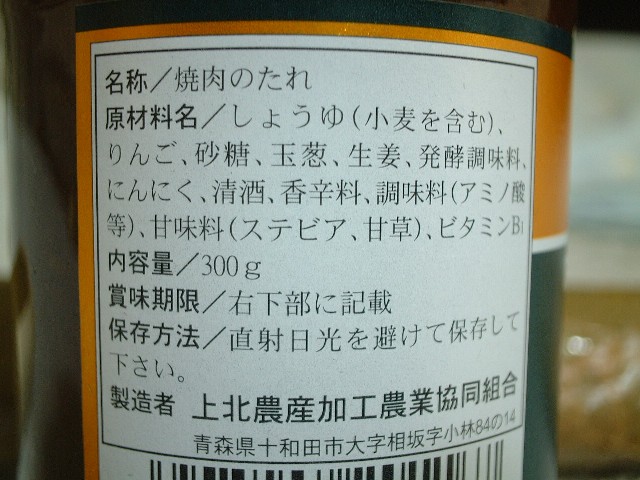 名称／焼肉のたれ
原材料名／しょうゆ(小麦を含む)、
りんご、砂糖、玉葱、生姜、発酵調味料、
にんにく、清酒、香辛料、調味料(アミノ酸
等)、甘味料(ステビア、甘草)、ビタミンB₁
内容量／300ｇ
賞味期限／右下部に記載
保存方法／直射日光を避けて保存して
下さい。
製造者 上北農産加工農業協同組合
青森県十和田市大字相坂字小林84の14